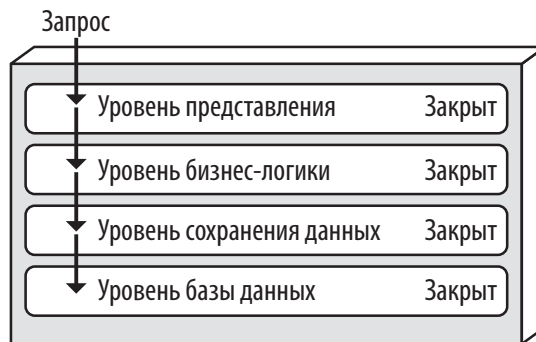 Запрос
Уровень представления Закрыт
Уровень бизнес-логики Закрыт
Уровень сохранения данных Закрыт
Уровень базы данных Закрыт